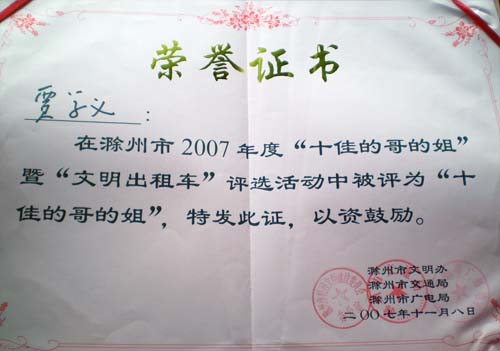 荣誉证书
贾学义:
在滁州市2007年度“十佳的哥的姐”
暨“文明出租车”评选活动中被评为“十
佳的哥的姐”，特发此证，以资鼓励。
滁州市文明办
滁州市交通局
滁州市广电局
二〇〇七年十一月八日